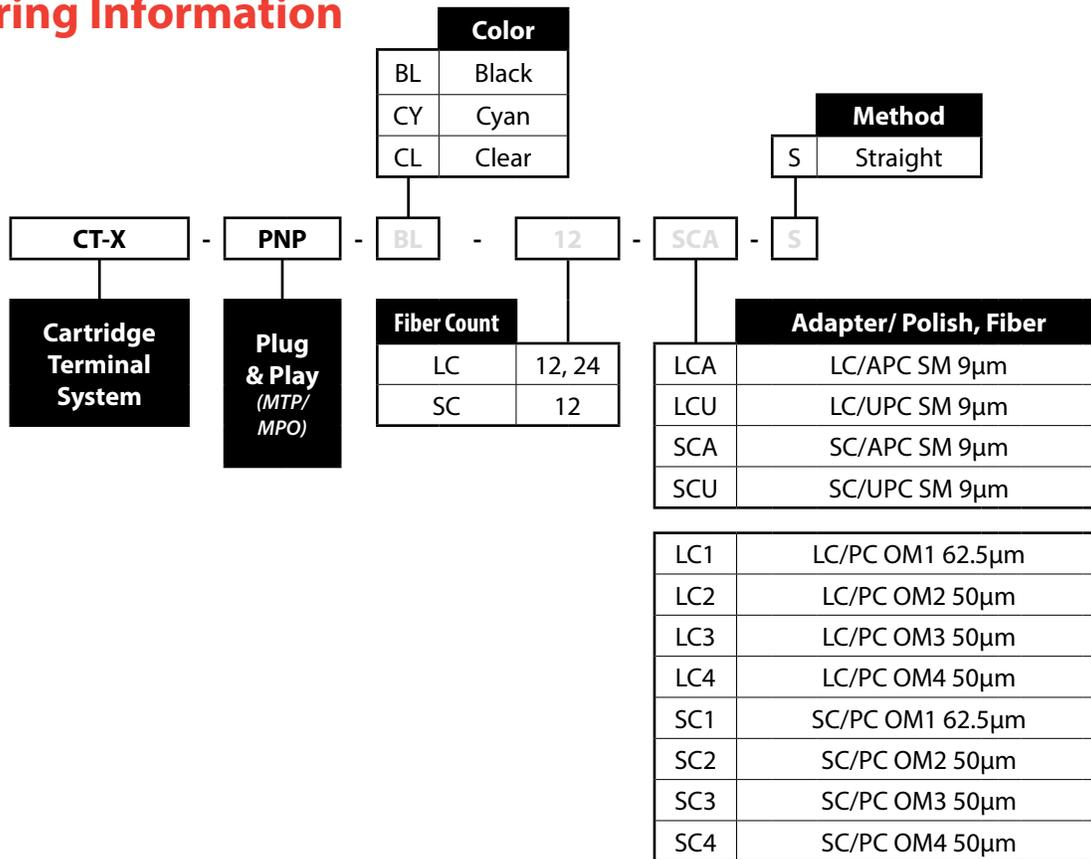 ring Information
Color
BL Black
CY Cyan
CL Clear
Method
S Straight
CT-X - PNP - BL - 12 - SCA - S
Cartridge
Terminal
System
Plug
& Play
(MTP/
MPO)
Fiber Count
LC 12, 24
SC 12
Adapter/ Polish, Fiber
LCA LC/APC SM 9µm
LCU LC/UPC SM 9µm
SCA SC/APC SM 9µm
SCU SC/UPC SM 9µm
LC1 LC/PC OM1 62.5µm
LC2 LC/PC OM2 50µm
LC3 LC/PC OM3 50µm
LC4 LC/PC OM4 50µm
SC1 SC/PC OM1 62.5µm
SC2 SC/PC OM2 50µm
SC3 SC/PC OM3 50µm
SC4 SC/PC OM4 50µm